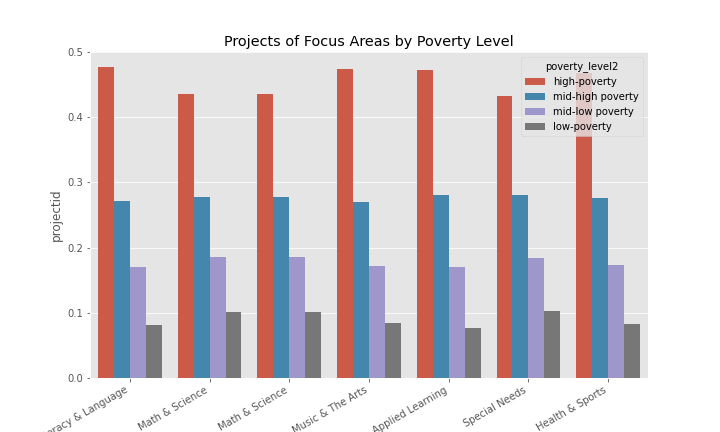 Projects of Focus Areas by Poverty Level
poverty_level2
high-poverty
mid-high poverty
mid-low poverty
low-poverty
projectid
0.5
0.4
0.3
0.2
0.1
0.0
& Language
Math & Science
Math & Science
Music & The Arts
Applied Learning
Special Needs
Health & Sports